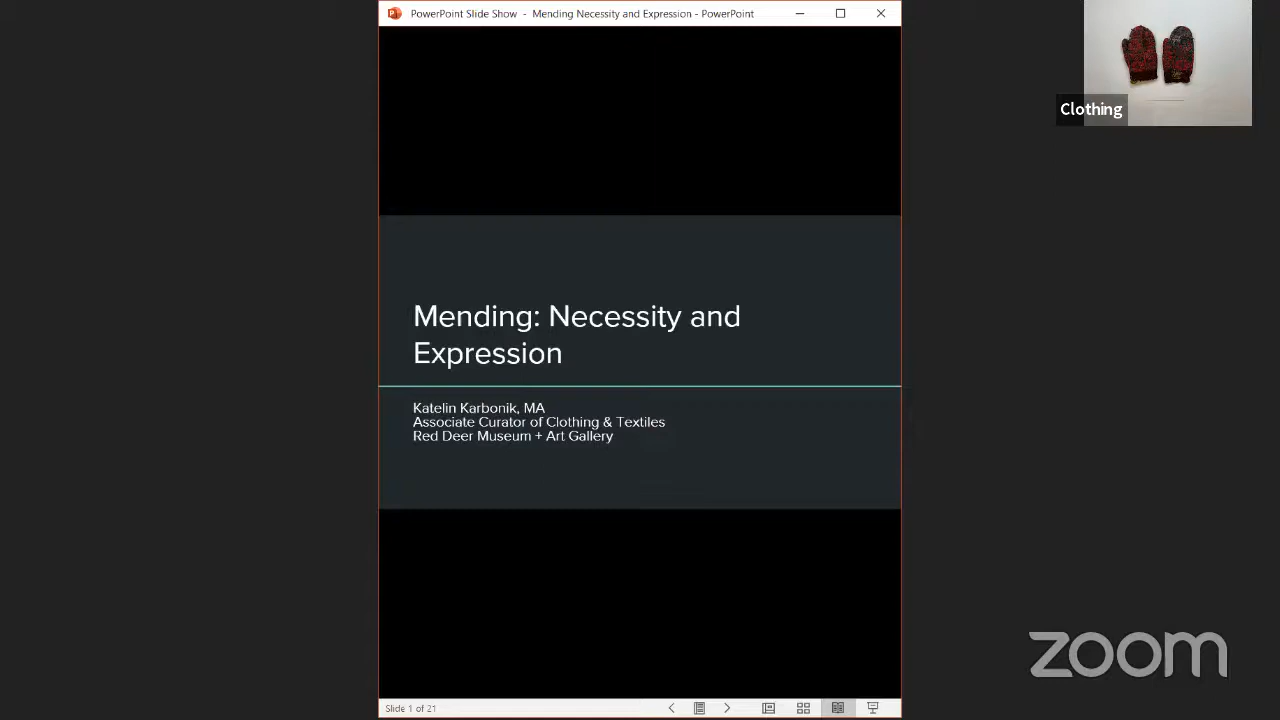 PowerPoint Slide Show - Mending Necessity and Expression - PowerPoint
Clothing
Mending: Necessity and
Expression
Katelin Karbonik, MA
Associate Curator of Clothing & Textiles
Red Deer Museum + Art Gallery
zoom
Slide 1 of 21